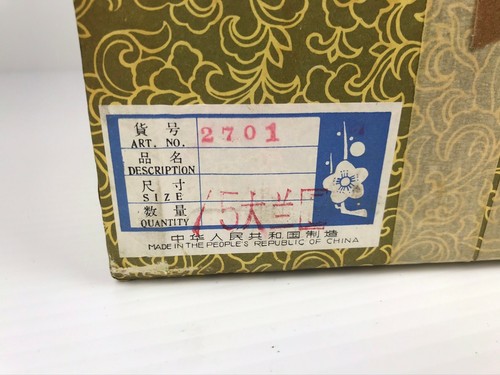 貨号 2701
ART. NO.
品名
DESCRIPTION
尺寸
SIZE
数量
QUANTITY
中华人民共和国制造
MADE IN THE PEOPLE'S REPUBLIC OF CHINA